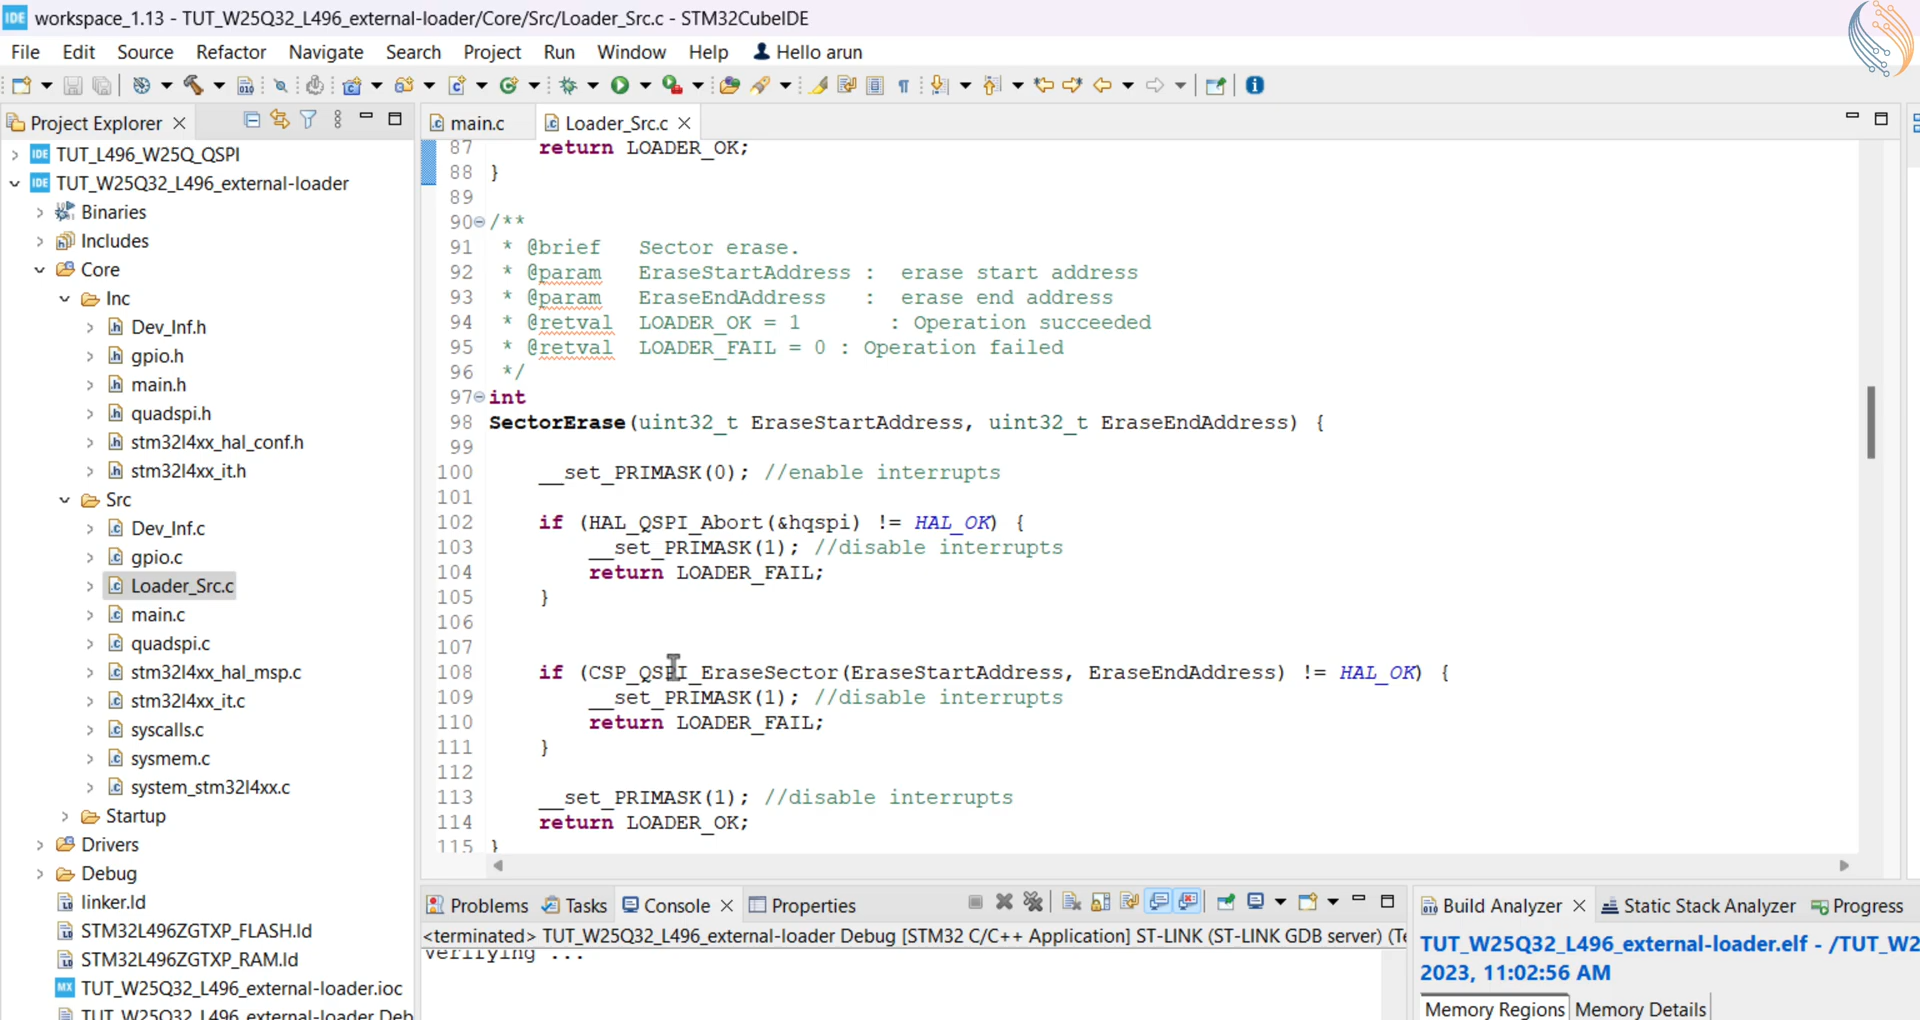 IDE workspace_1.13 - TUT_W25Q32_L496_external-loader/Core/Src/Loader_Src.c - STM32CubeIDE
File Edit Source Refactor Navigate Search Project Run Window Help Hello arun
Project Explorer
main.c Loader_Src.c
TUT_L496_W25Q_QSPI
TUT_W25Q32_L496_external-loader
Binaries
Includes
Core
Inc
Dev_Inf.h
gpio.h
main.h
quadspi.h
stm32l4xx_hal_conf.h
stm32l4xx_it.h
Src
Dev_Inf.c
gpio.c
Loader_Src.c
main.c
quadspi.c
stm32l4xx_hal_msp.c
stm32l4xx_it.c
syscalls.c
sysmem.c
system_stm32l4xx.c
Startup
Drivers
Debug
linker.ld
STM32L496ZGTXP_FLASH.ld
STM32L496ZGTXP_RAM.ld
TUT_W25Q32_L496_external-loader.ioc
TUT_W25Q32_L496_external-loader Deb
87 return LOADER_OK;
88 }
89
90 /**
91 * @brief Sector erase.
92 * @param EraseStartAddress : erase start address
93 * @param EraseEndAddress : erase end address
94 * @retval LOADER_OK = 1 : Operation succeeded
95 * @retval LOADER_FAIL = 0 : Operation failed
96 */
97 int
98 SectorErase(uint32_t EraseStartAddress, uint32_t EraseEndAddress) {
99
100 __set_PRIMASK(0); //enable interrupts
101
102 if (HAL_QSPI_Abort(&hqspi) != HAL_OK) {
103 __set_PRIMASK(1); //disable interrupts
104 return LOADER_FAIL;
105 }
106
107
108 if (CSP_QSPI_EraseSector(EraseStartAddress, EraseEndAddress) != HAL_OK) {
109 __set_PRIMASK(1); //disable interrupts
110 return LOADER_FAIL;
111 }
112
113 __set_PRIMASK(1); //disable interrupts
114 return LOADER_OK;
115 }
Problems Tasks Console Properties
<terminated> TUT_W25Q32_L496_external-loader Debug [STM32 C/C++ Application] ST-LINK (ST-LINK GDB server) (Te
Verifying ...
Build Analyzer Static Stack Analyzer Progress
TUT_W25Q32_L496_external-loader.elf - /TUT_W2
2023, 11:02:56 AM
Memory Regions Memory Details